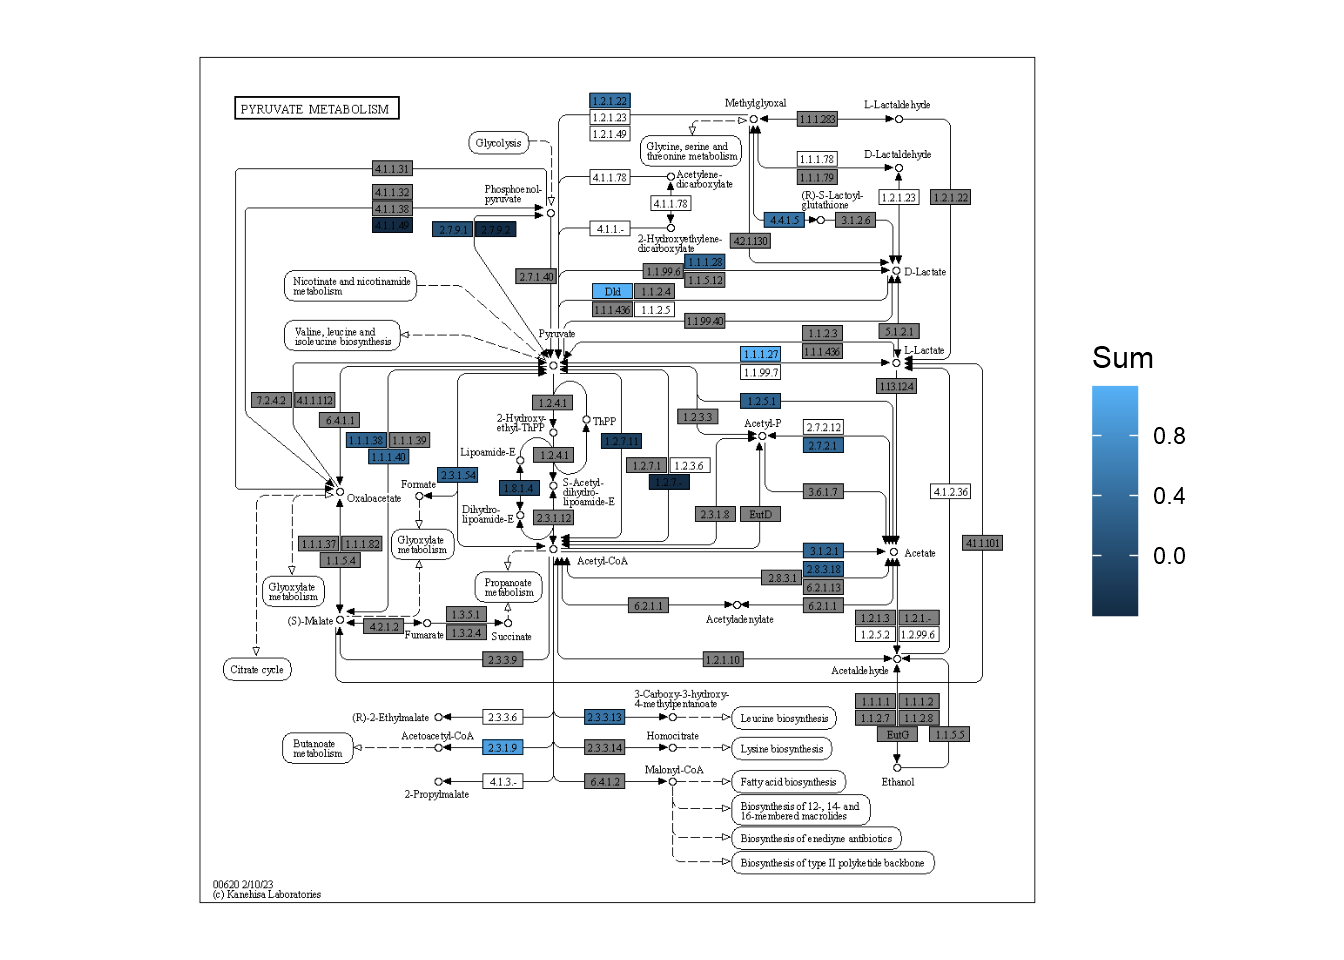 PYRUVATE METABOLISM
1.2.1.22
1.2.1.23
1.2.1.49
Methylglyoxal
1.1.1.283
L-Lactaldehyde
Glycolysis
Glycine, serine and
threonine metabolism
1.1.1.78
1.1.1.79
D-Lactaldehyde
4.1.1.31
4.1.1.32
4.1.1.38
4.1.1.49
Phosphoenol-
pyruvate
4.1.1.78
Acetylene-
dicarboxylate
4.1.1.78
(R)-S-Lactoyl-
glutathione
1.2.1.23
1.2.1.22
2.7.9.1
2.7.9.2
4.1.1.-
2-Hydroxyethylene-
dicarboxylate
4.4.1.5
3.1.2.6
4.2.1.130
2.7.1.40
1.1.99.6
1.1.1.28
1.1.5.12
D-Lactate
Nicotinate and nicotinamide
metabolism
Dld
1.1.2.4
1.1.1.436
1.1.2.5
1.1.99.40
Valine, leucine and
isoleucine biosynthesis
Pyruvate
1.1.2.3
1.1.1.436
5.1.2.1
L-Lactate
1.1.1.27
1.1.99.7
1.13.12.4
7.2.4.2
4.1.1.112
6.4.1.1
1.2.4.1
2-Hydroxy-
ethyl-ThPP
ThPP
1.2.3.3
1.2.5.1
Acetyl-P
2.7.2.12
2.7.2.1
1.1.1.38
1.1.1.39
1.1.1.40
1.2.7.11
Lipoamide-E
1.2.4.1
1.2.7.1
1.2.3.6
1.2.7.-
2.3.1.54
Formate
1.8.1.4
S-Acetyl-
dihydro-
lipoamide-E
Oxaloacetate
Dihydro-
lipoamide-E
2.3.1.12
2.3.1.8
EutD
3.6.1.7
4.1.2.36
1.1.1.37
1.1.1.82
1.1.5.4
Glyoxylate
metabolism
Acetyl-CoA
3.1.2.1
Acetate
4.1.1.101
Glyoxylate
metabolism
Propanoate
metabolism
2.8.3.1
2.8.3.18
6.2.1.13
6.2.1.1
Acetyladenylate
6.2.1.1
(S)-Malate
4.2.1.2
Fumarate
1.3.5.1
1.3.2.4
Succinate
1.2.1.3
1.2.1.-
1.2.5.2
1.2.99.6
Citrate cycle
2.3.3.9
1.2.1.10
Acetaldehyde
(R)-2-Ethylmalate
2.3.3.6
2.3.3.13
3-Carboxy-3-hydroxy-
4-methylpentanoate
Leucine biosynthesis
1.1.1.1
1.1.1.2
1.1.2.7
1.1.2.8
EutG
1.1.5.5
Butanoate
metabolism
Acetoacetyl-CoA
2.3.1.9
2.3.3.14
Homocitrate
Lysine biosynthesis
2-Propylmalate
4.1.3.-
6.4.1.2
Malonyl-CoA
Fatty acid biosynthesis
Ethanol
Biosynthesis of 12-, 14- and
16-membered macrolides
Biosynthesis of enediyne antibiotics
Biosynthesis of type II polyketide backbone
00620 2/10/23
(c) Kanehisa Laboratories
Sum
0.8
0.4
0.0